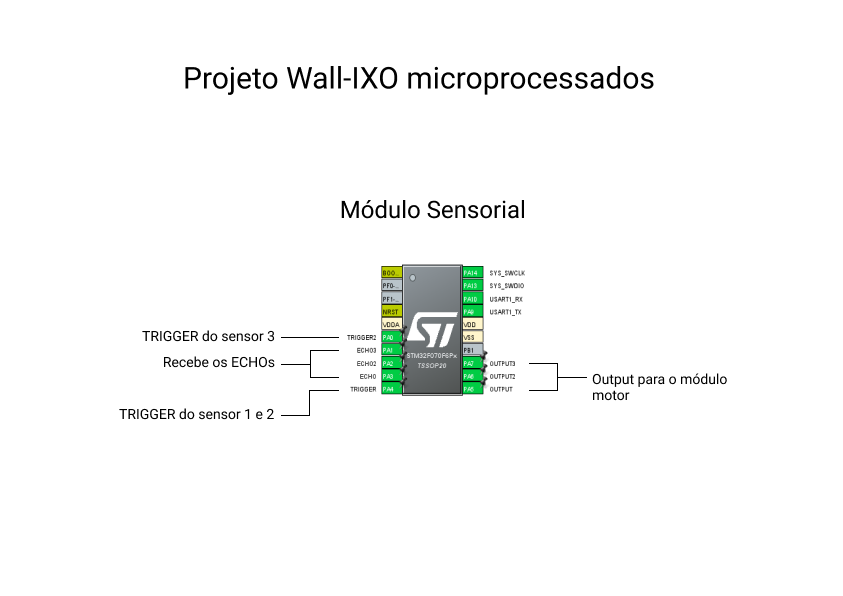 Projeto Wall-IXO microprocessados
Módulo Sensorial
BOO...
PF0-...
PF1-...
NRST
VDDA
PA0
PA1
PA2
PA3
PA4
PA14
PA13
PA10
PA9
VDD
VSS
PB1
PA7
PA6
PA5
SYS_SWCLK
SYS_SWDIO
USART1_RX
USART1_TX
TRIGGER2
ECHO3
ECHO2
ECHO
TRIGGER
STM32F070F6Px
TSSOP20
OUTPUT3
OUTPUT2
OUTPUT
TRIGGER do sensor 3
Recebe os ECHOs
TRIGGER do sensor 1 e 2
Output para o módulo
motor